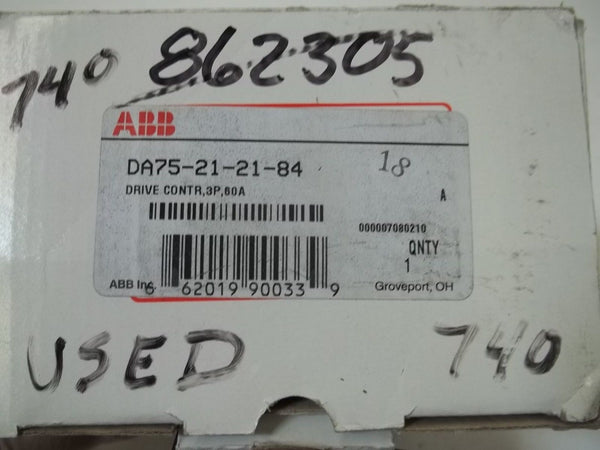 740 862305
ABB
DA75-21-21-84
18
DRIVE CONTR,3P,60A
A
000007080210
QNTY
1
ABB Inc.
6 62019 90033 9
Groveport, OH
USED
740